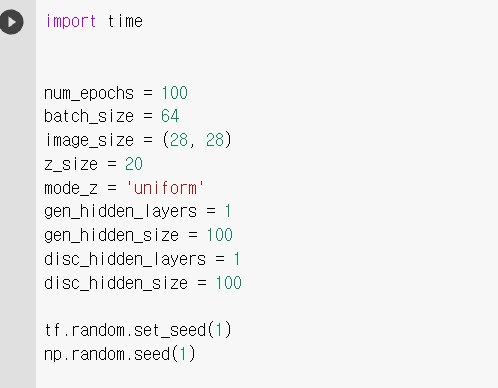 import time
num_epochs = 100
batch_size = 64
image_size = (28, 28)
z_size = 20
mode_z = 'uniform'
gen_hidden_layers = 1
gen_hidden_size = 100
disc_hidden_layers = 1
disc_hidden_size = 100
tf.random.set_seed(1)
np.random.seed(1)